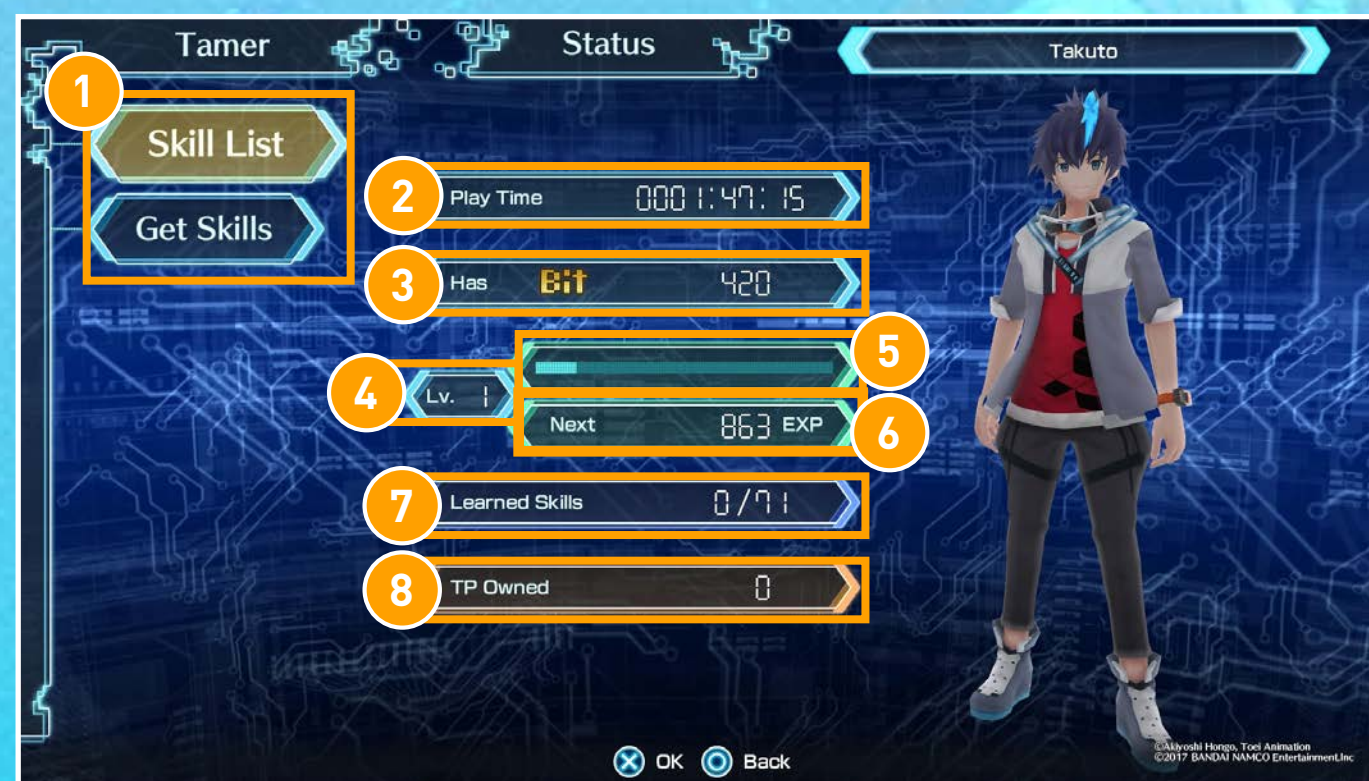 Tamer
Status
Takuto
1
Skill List
Get Skills
2
Play Time 0001:47:15
3
Has Bit 420
4
Lv. 1
5
Next 863 EXP
6
7
Learned Skills 0/71
8
TP Owned 0
OK Back
©Akiyoshi Hongo, Toei Animation
©2017 BANDAI NAMCO Entertainment.Inc